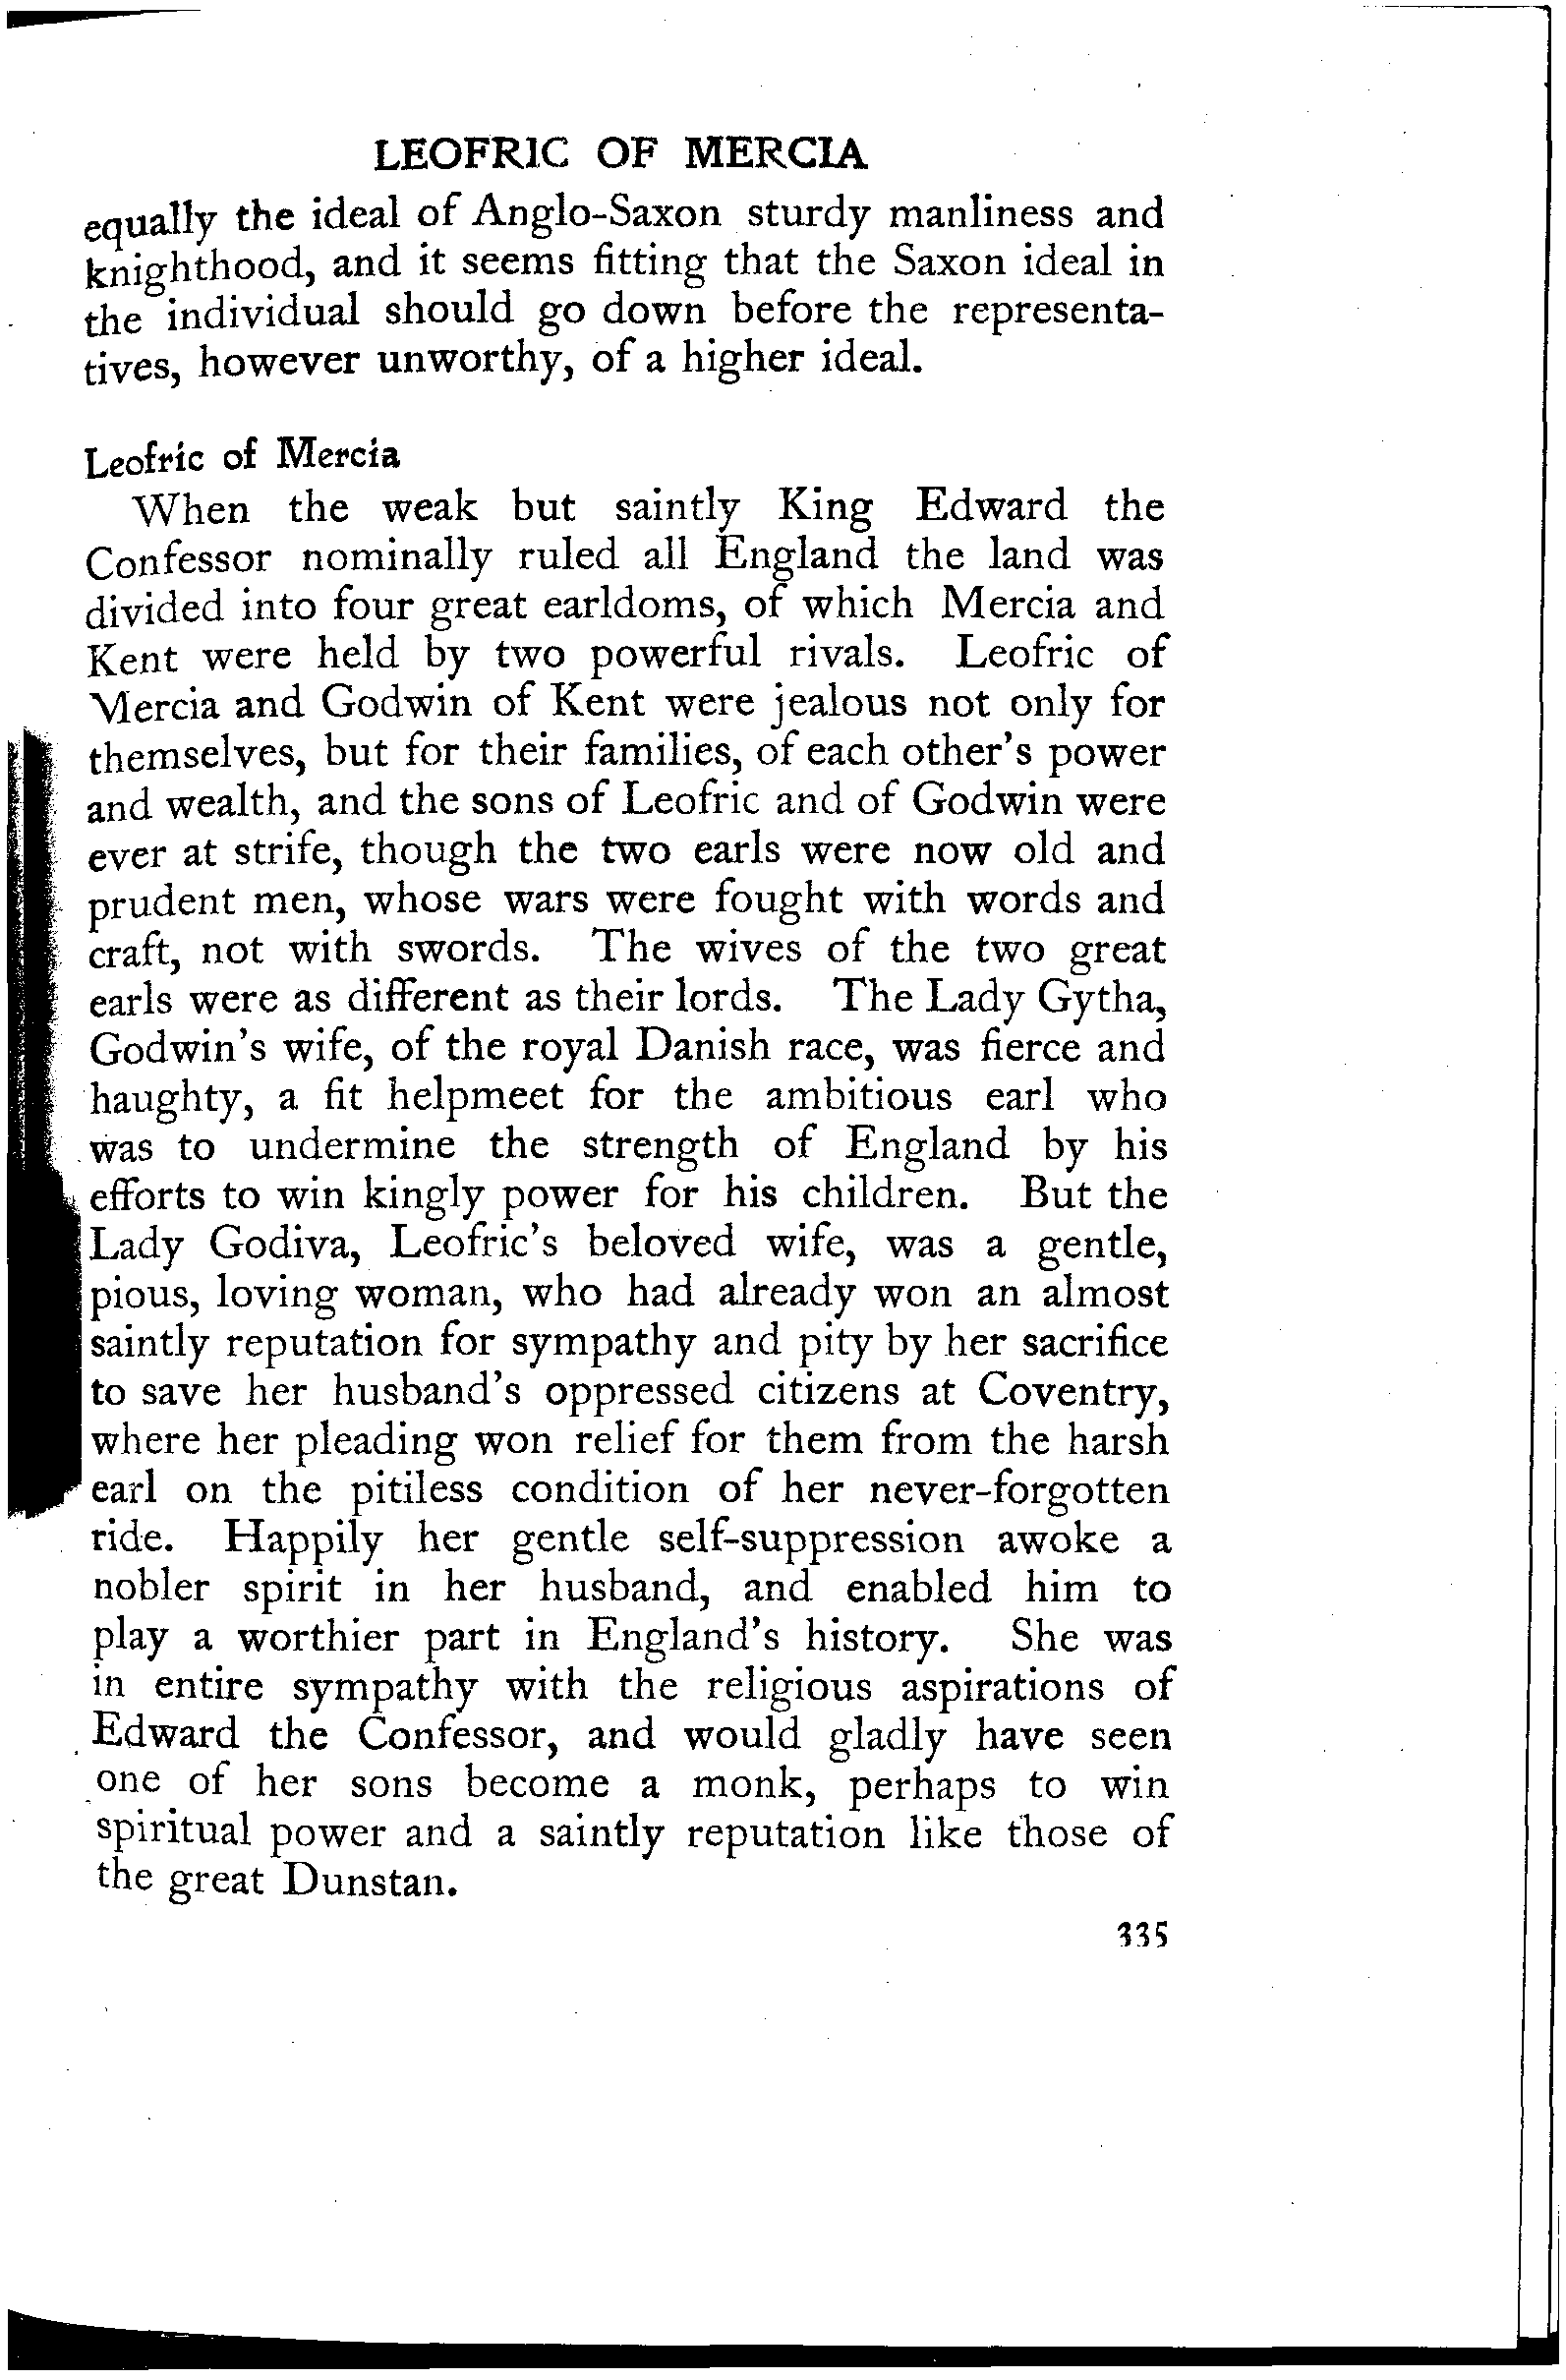 LEOFRIC OF MERCIA
equally the ideal of Anglo-Saxon sturdy manliness and
knighthood, and it seems fitting that the Saxon ideal in
the individual should go down before the representa-
tives, however unworthy, of a higher ideal.
Leofric of Mercia
When the weak but saintly King Edward the
Confessor nominally ruled all England the land was
divided into four great earldoms, of which Mercia and
Kent were held by two powerful rivals. Leofric of
Mercia and Godwin of Kent were jealous not only for
themselves, but for their families, of each other's power
and wealth, and the sons of Leofric and of Godwin were
ever at strife, though the two earls were now old and
prudent men, whose wars were fought with words and
craft, not with swords. The wives of the two great
earls were as different as their lords. The Lady Gytha,
Godwin's wife, of the royal Danish race, was fierce and
haughty, a fit helpmeet for the ambitious earl who
was to undermine the strength of England by his
efforts to win kingly power for his children. But the
Lady Godiva, Leofric's beloved wife, was a gentle,
pious, loving woman, who had already won an almost
saintly reputation for sympathy and pity by her sacrifice
to save her husband's oppressed citizens at Coventry,
where her pleading won relief for them from the harsh
earl on the pitiless condition of her never-forgotten
ride. Happily her gentle self-suppression awoke a
nobler spirit in her husband, and enabled him to
play a worthier part in England's history. She was
in entire sympathy with the religious aspirations of
Edward the Confessor, and would gladly have seen
one of her sons become a monk, perhaps to win
spiritual power and a saintly reputation like those of
the great Dunstan.
335